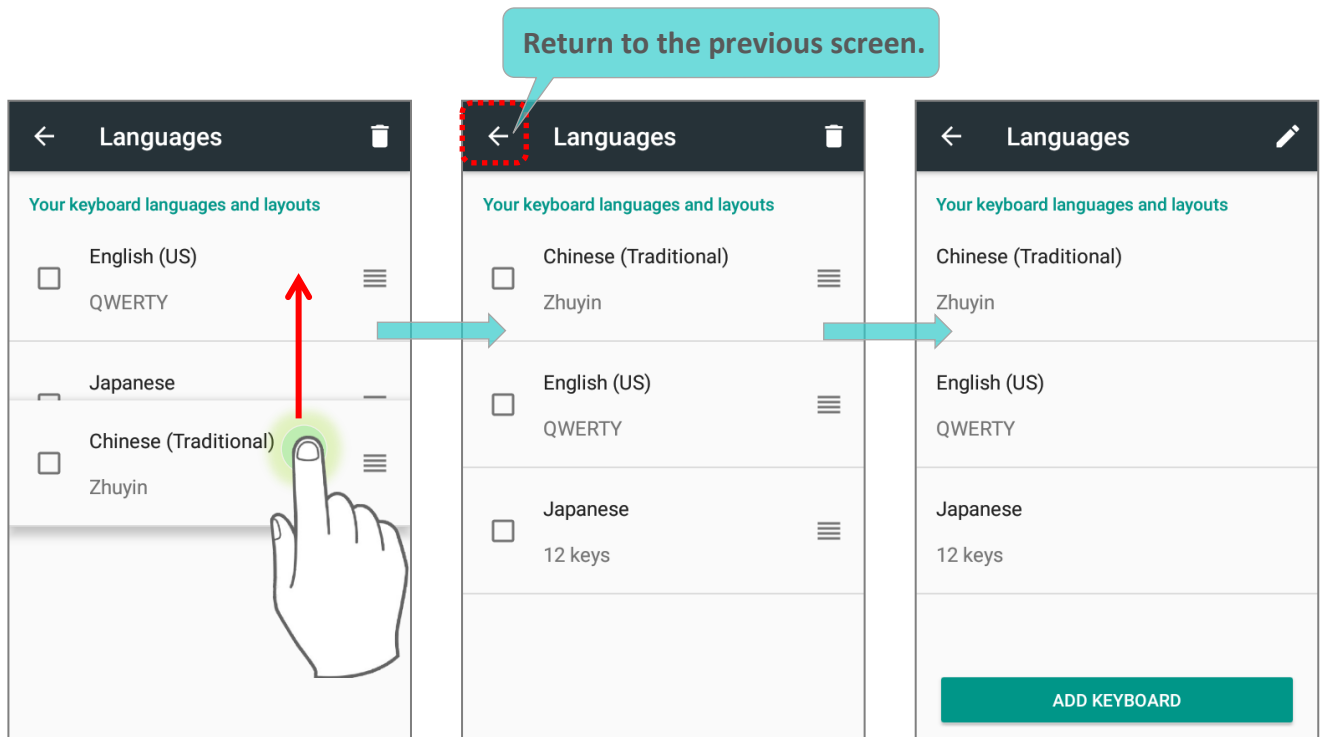 Return to the previous screen.
Languages
Your keyboard languages and layouts
English (US)
QWERTY
Japanese
Chinese (Traditional)
Zhuyin
Languages
Your keyboard languages and layouts
Chinese (Traditional)
Zhuyin
English (US)
QWERTY
Japanese
12 keys
Languages
Your keyboard languages and layouts
Chinese (Traditional)
Zhuyin
English (US)
QWERTY
Japanese
12 keys
ADD KEYBOARD